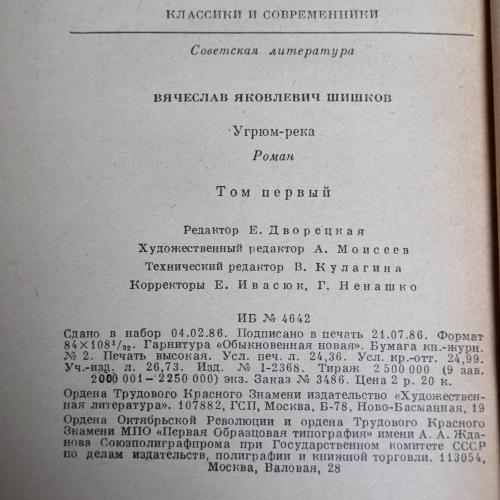 КЛАССИКИ И СОВРЕМЕННИКИ
Советская литература
ВЯЧЕСЛАВ ЯКОВЛЕВИЧ ШИШКОВ
Угрюм-река
Роман
Том первый
Редактор Е. Дворецкая
Художественный редактор А. Моисеев
Технический редактор В. Кулагина
Корректоры Е. Ивасюк, Г. Ненашко
ИБ № 4642
Сдано в набор 04.02.86. Подписано в печать 21.07.86. Формат
84×108¹/₃₂. Гарнитура «Обыкновенная новая». Бумага кн.-журн.
№ 2. Печать высокая. Усл. печ. л. 24,36. Усл. кр.-отт. 24,99.
Уч.-изд. л. 26,73. Изд. № I-2368. Тираж 2 500 000 (9 зав.
2000 001—2 250 000) экз. Заказ № 3486. Цена 2 р. 20 к.
Ордена Трудового Красного Знамени издательство «Художествен-
ная литература». 107882, ГСП, Москва, Б-78, Ново-Басманная, 19
Ордена Октябрьской Революции и ордена Трудового Красного
Знамени МПО «Первая Образцовая типография» имени А. А. Жда-
нова Союзполиграфпрома при Государственном комитете СССР
по делам издательств, полиграфии и книжной торговли. 113054,
Москва, Валовая, 28